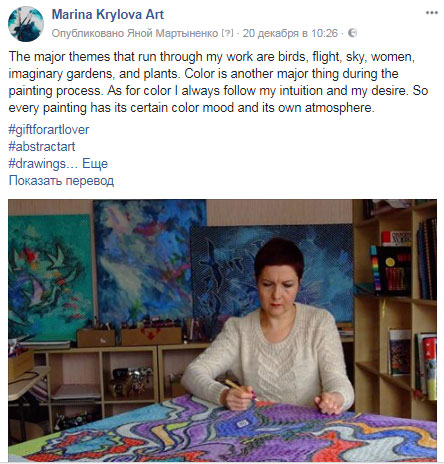 Marina Krylova Art
Опубликовано Яной Мартыненко [?] · 20 декабря в 10:26 ·
The major themes that run through my work are birds, flight, sky, women,
imaginary gardens, and plants. Color is another major thing during the
painting process. As for color I always follow my intuition and my desire. So
every painting has its certain color mood and its own atmosphere.
#giftforartlover
#abstractart
#drawings… Еще
Показать перевод